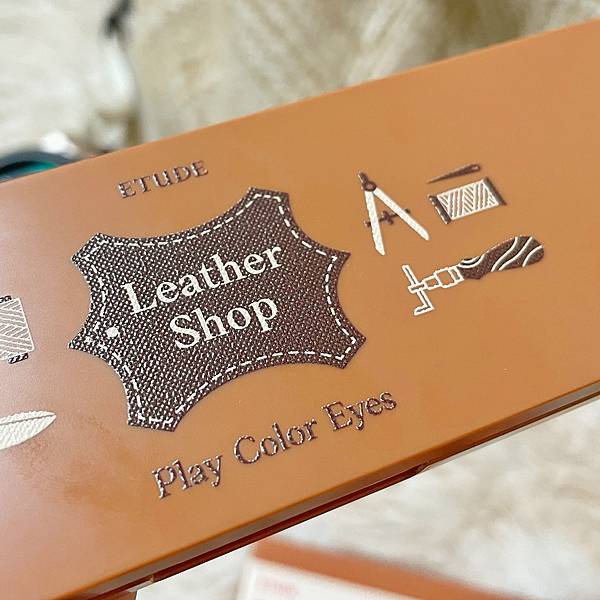 ETUDE
Leather
Shop
Play Color Eyes